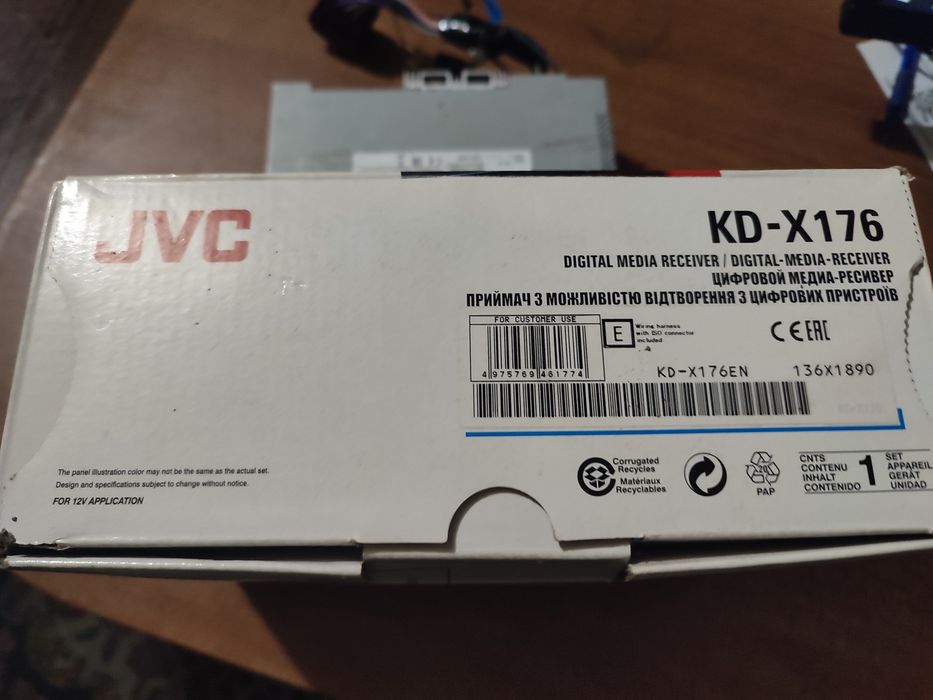 JVC
KD-X176
DIGITAL MEDIA RECEIVER / DIGITAL-MEDIA-RECEIVER
ЦИФРОВОЙ МЕДИА-РЕСИВЕР
ПРИЙМАЧ З МОЖЛИВІСТЮ ВІДТВОРЕННЯ З ЦИФРОВИХ ПРИСТРОЇВ
FOR CUSTOMER USE
4 975769 461774
E
Wiring harness
with ISO connector
included
CE EAC
KD-X176EN 136X1890
KD-X176
The panel illustration color may not be the same as the actual set.
Design and specifications subject to change without notice.
FOR 12V APPLICATION
Corrugated
Recycles
Matériaux
Recyclables
20
PAP
CNTS
CONTENU
INHALT
CONTENIDO
1
SET
APPAREIL
GERÄT
UNIDAD